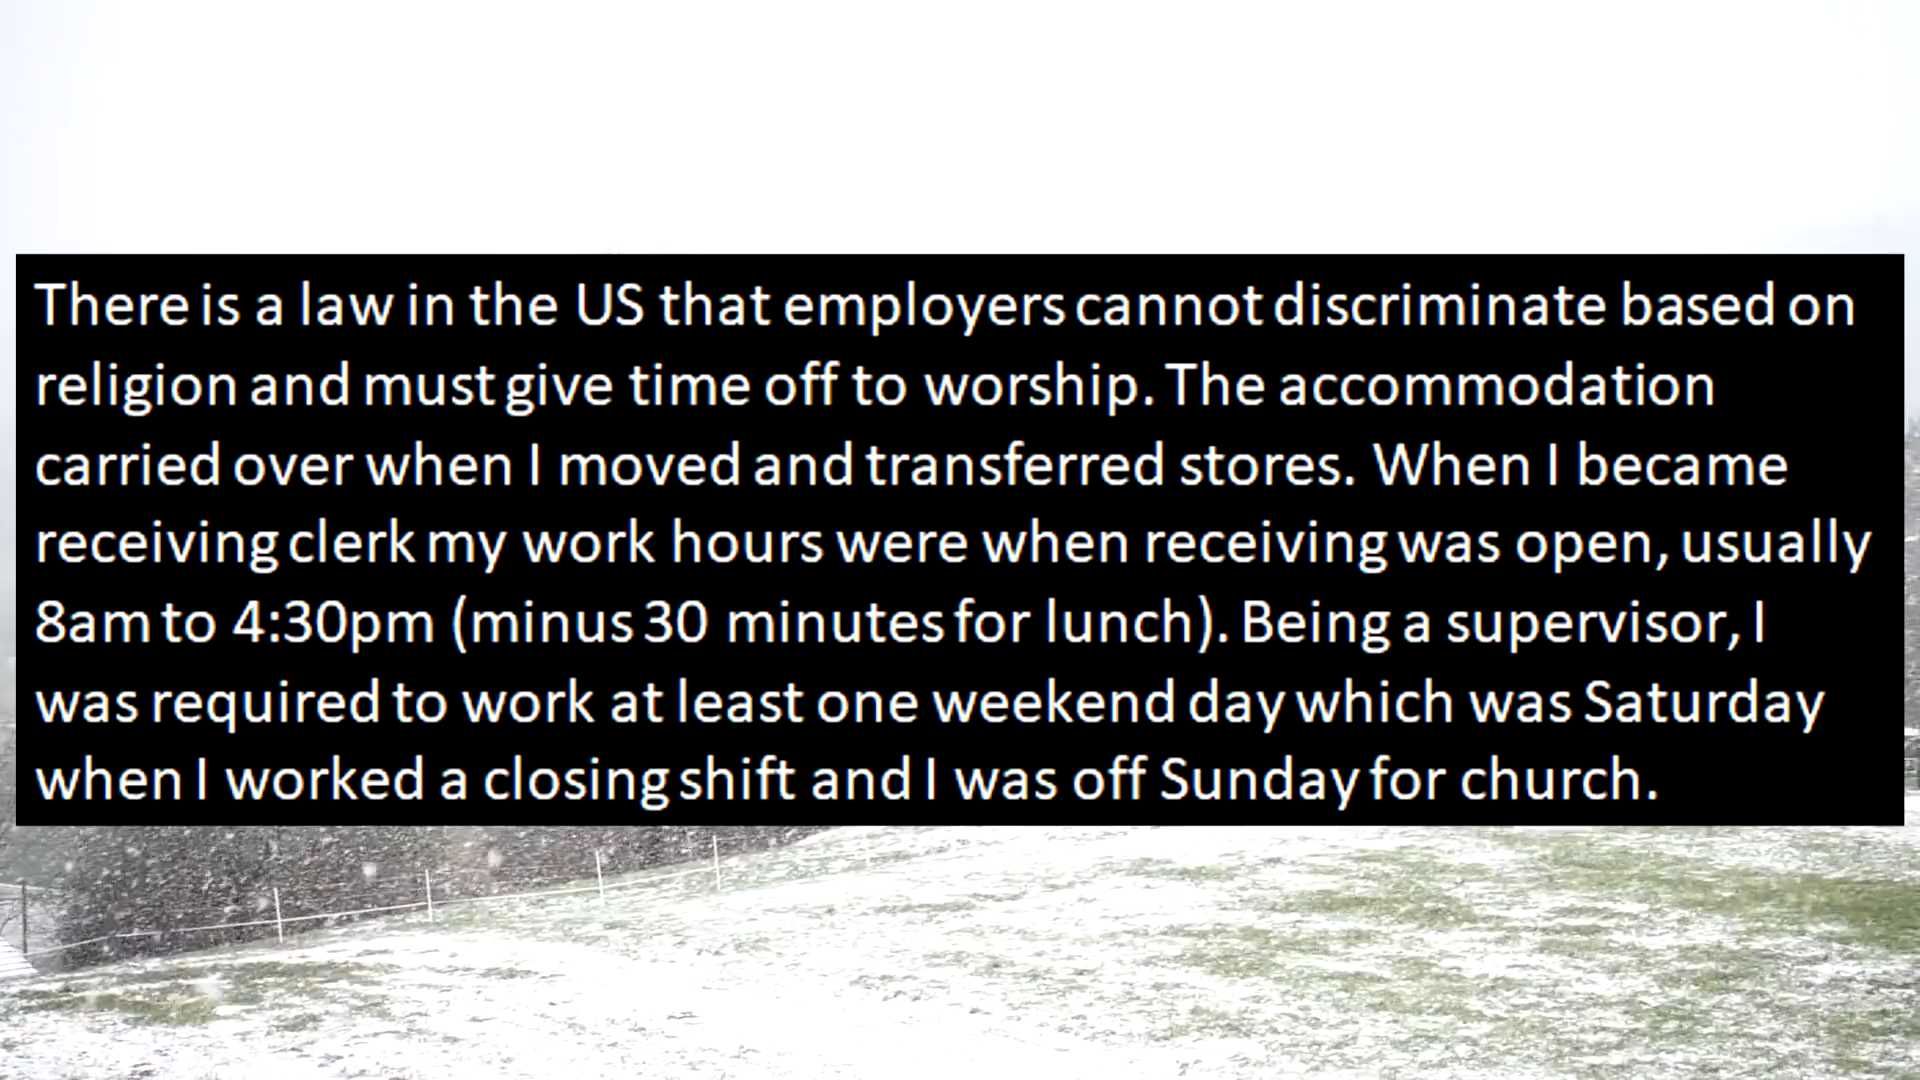 There is a law in the US that employers cannot discriminate based on
religion and must give time off to worship. The accommodation
carried over when I moved and transferred stores. When I became
receiving clerk my work hours were when receiving was open, usually
8am to 4:30pm (minus 30 minutes for lunch). Being a supervisor, I
was required to work at least one weekend day which was Saturday
when I worked a closing shift and I was off Sunday for church.